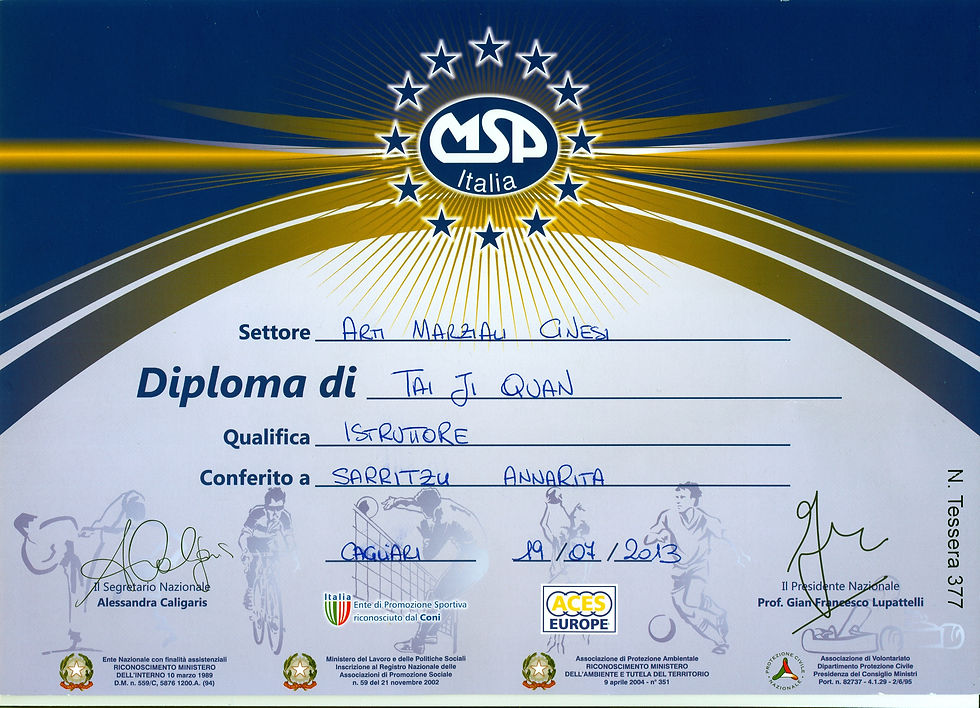 MSP
Italia
Settore ARTI MARZIALI CINESI
Diploma di TAI JI QUAN
Qualifica ISTRUTTORE
Conferito a SARRITZU ANNARITA
CAGLIARI 19/07/2013
Il Segretario Nazionale
Alessandra Caligaris
Il Presidente Nazionale
Prof. Gian Francesco Lupattelli
N. Tessera 377
Italia
Ente di Promozione Sportiva
riconosciuto dal Coni
ACES
EUROPE
Ente Nazionale con finalità assistenziali
RICONOSCIMENTO MINISTERO
DELL'INTERNO 10 marzo 1989
D.M. n. 559/C, 5876 1200.A. (94)
Ministero del Lavoro e delle Politiche Sociali
Inscrizione al Registro Nazionale delle
Associazioni di Promozione Sociale
n. 59 del 21 novembre 2002
Associazione di Protezione Ambientale
RICONOSCIMENTO MINISTERO
DELL'AMBIENTE E TUTELA DEL TERRITORIO
9 aprile 2004 - n° 351
PROTEZIONE CIVILE
NAZIONALE
Associazione di Volontariato
Dipartimento Protezione Civile
Presidenza del Consiglio Ministri
Port. n. 82737 - 4.1.29 - 2/6/95